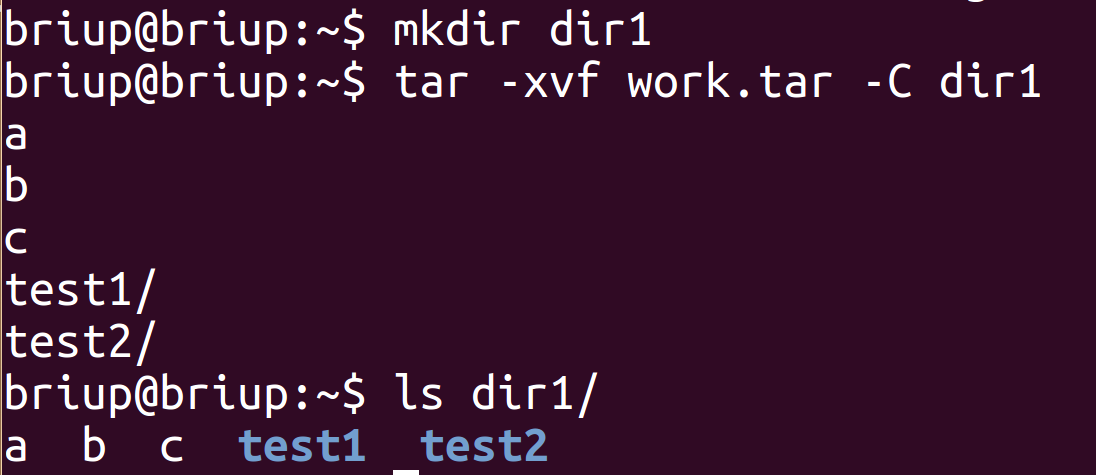 briup@briup:~$ mkdir dir1
briup@briup:~$ tar -xvf work.tar -C dir1
a
b
c
test1/
test2/
briup@briup:~$ ls dir1/
a  b  c  test1  test2